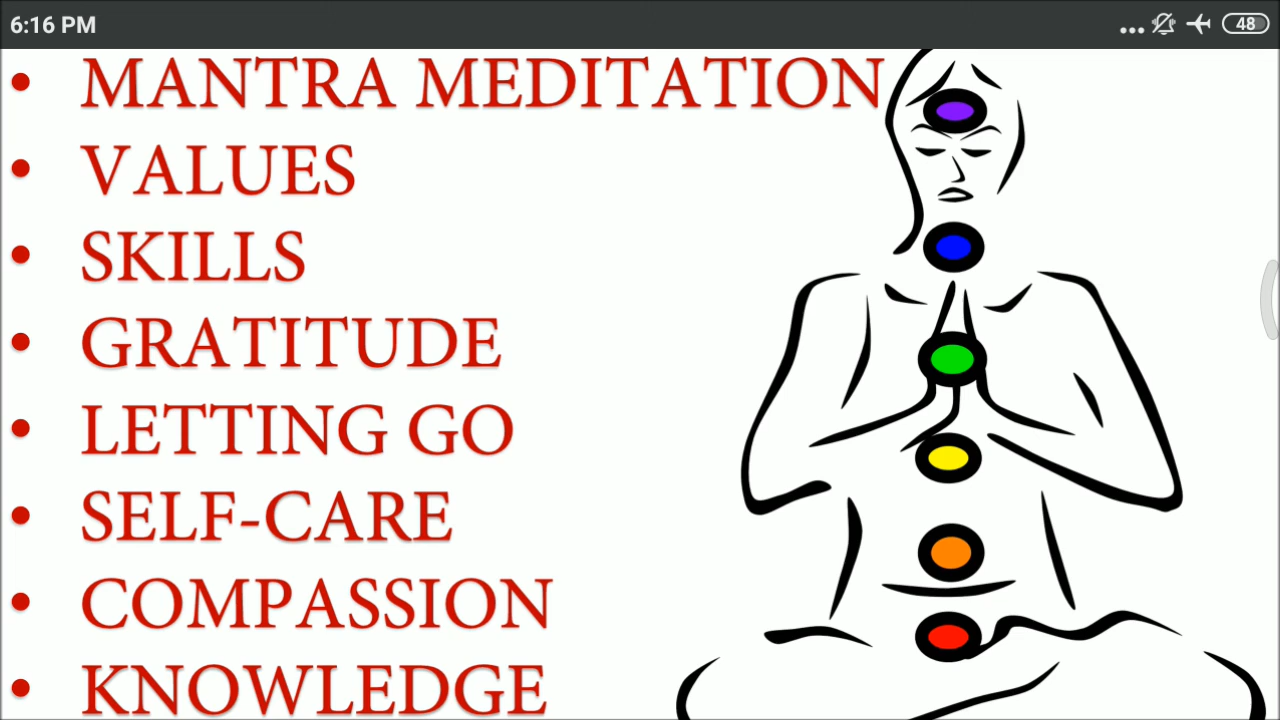 6:16 PM
48
• MANTRA MEDITATION
• VALUES
• SKILLS
• GRATITUDE
• LETTING GO
• SELF-CARE
• COMPASSION
• KNOWLEDGE